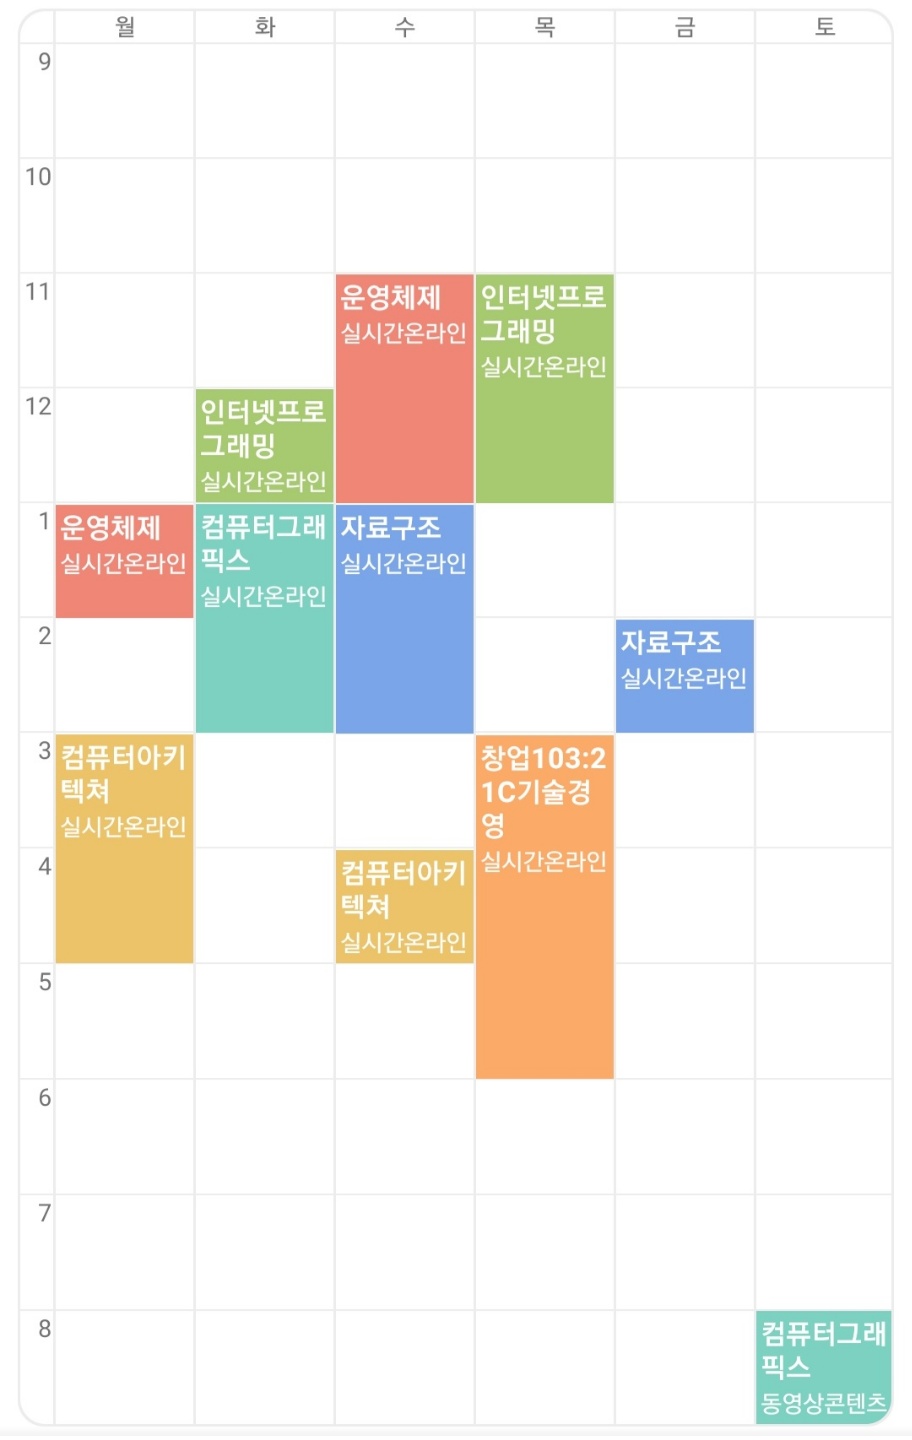 월 화 수 목 금 토
9
10
11
운영체제
실시간온라인
인터넷프로
그래밍
실시간온라인
12
인터넷프로
그래밍
실시간온라인
1
운영체제
실시간온라인
컴퓨터그래
픽스
실시간온라인
자료구조
실시간온라인
2
자료구조
실시간온라인
3
컴퓨터아키
텍쳐
실시간온라인
창업103:2
1C기술경
영
실시간온라인
4
컴퓨터아키
텍쳐
실시간온라인
5
6
7
8
컴퓨터그래
픽스
동영상콘텐츠